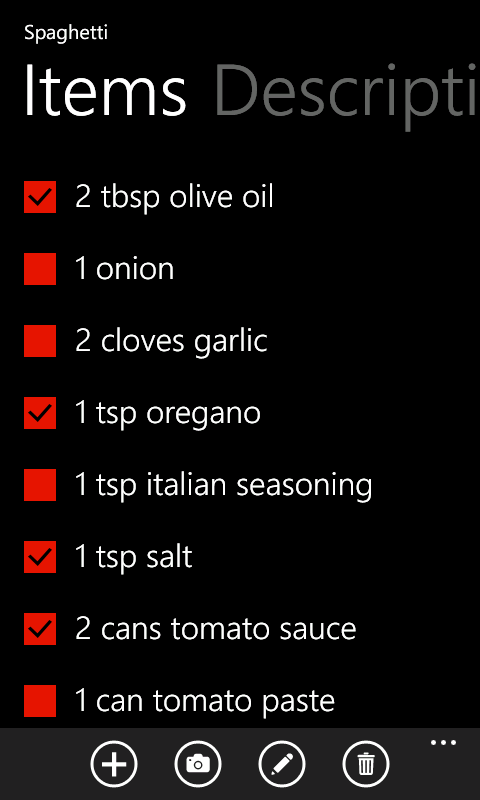 Spaghetti
Items Descripti
2 tbsp olive oil
1 onion
2 cloves garlic
1 tsp oregano
1 tsp italian seasoning
1 tsp salt
2 cans tomato sauce
1 can tomato paste